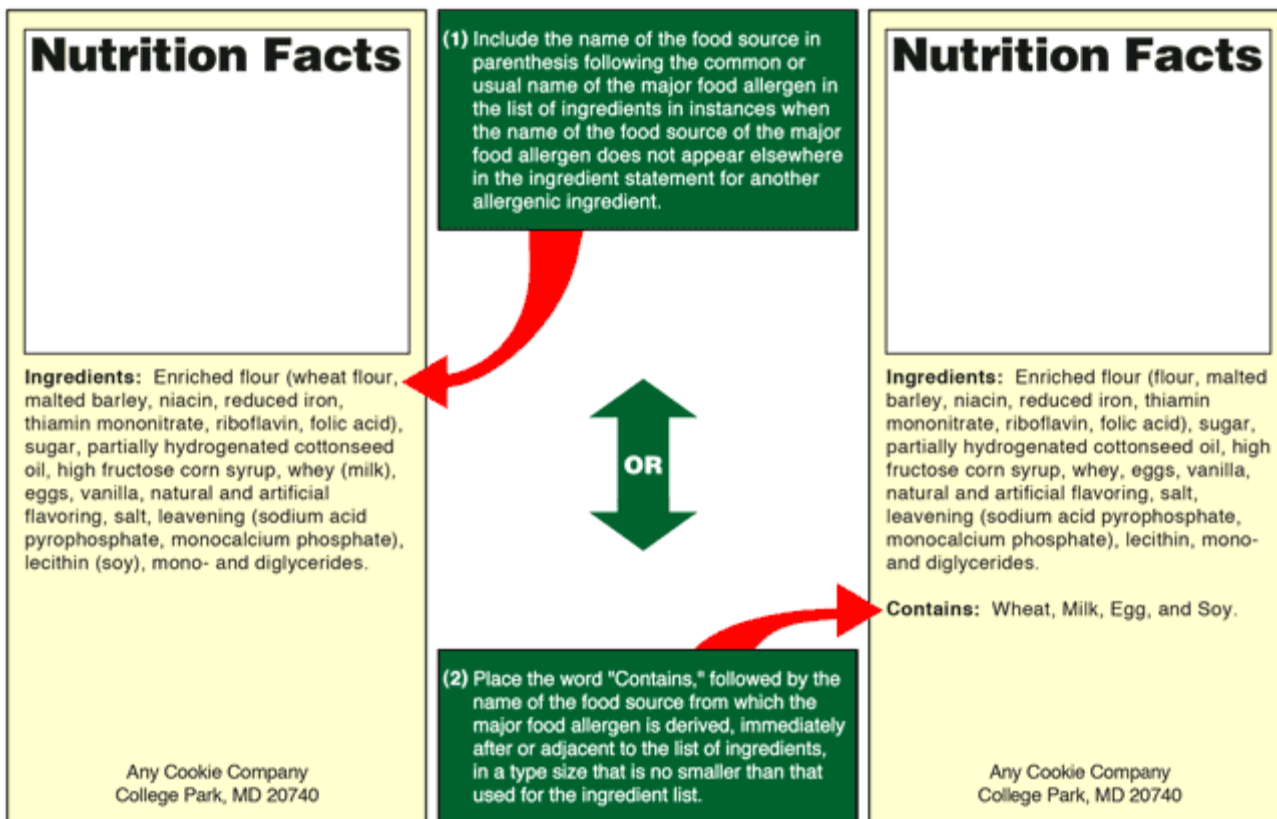 Nutrition Facts
Ingredients: Enriched flour (wheat flour,
malted barley, niacin, reduced iron,
thiamin mononitrate, riboflavin, folic acid),
sugar, partially hydrogenated cottonseed
oil, high fructose corn syrup, whey (milk),
eggs, vanilla, natural and artificial
flavoring, salt, leavening (sodium acid
pyrophosphate, monocalcium phosphate),
lecithin (soy), mono- and diglycerides.
Any Cookie Company
College Park, MD 20740
(1) Include the name of the food source in
parenthesis following the common or
usual name of the major food allergen in
the list of ingredients in instances when
the name of the food source of the major
food allergen does not appear elsewhere
in the ingredient statement for another
allergenic ingredient.
OR
(2) Place the word "Contains," followed by the
name of the food source from which the
major food allergen is derived, immediately
after or adjacent to the list of ingredients,
in a type size that is no smaller than that
used for the ingredient list.
Nutrition Facts
Ingredients: Enriched flour (flour, malted
barley, niacin, reduced iron, thiamin
mononitrate, riboflavin, folic acid), sugar,
partially hydrogenated cottonseed oil, high
fructose corn syrup, whey, eggs, vanilla,
natural and artificial flavoring, salt,
leavening (sodium acid pyrophosphate,
monocalcium phosphate), lecithin, mono-
and diglycerides.
Contains: Wheat, Milk, Egg, and Soy.
Any Cookie Company
College Park, MD 20740